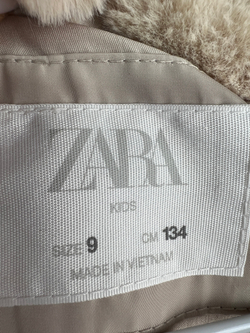 ZARA
KIDS
SIZE 9 CM 134
MADE IN VIETNAM